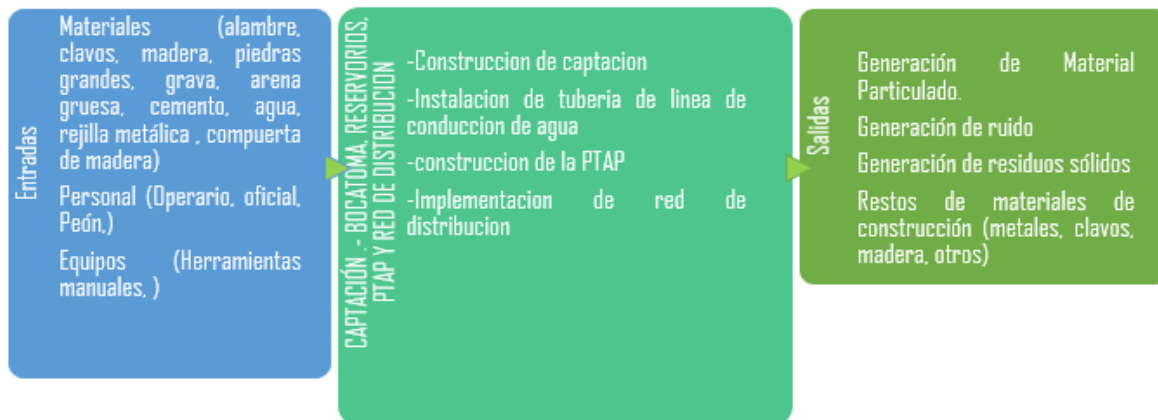 Entradas
Materiales (alambre,
clavos, madera, piedras
grandes, grava, arena
gruesa, cemento, agua,
rejilla metálica , compuerta
de madera)
Personal (Operario, oficial,
Peón,)
Equipos (Herramientas
manuales, )
CAPTACIÓN .- BOCATOMA, RESERVORIOS,
PTAP Y RED DE DISTRIBUCION
-Construccion de captacion
-Instalacion de tuberia de linea de
conduccion de agua
-construccion de la PTAP
-Implementacion de red de
distribucion
Salidas
Generación de Material
Particulado.
Generación de ruido
Generación de residuos sólidos
Restos de materiales de
construcción (metales, clavos,
madera, otros)